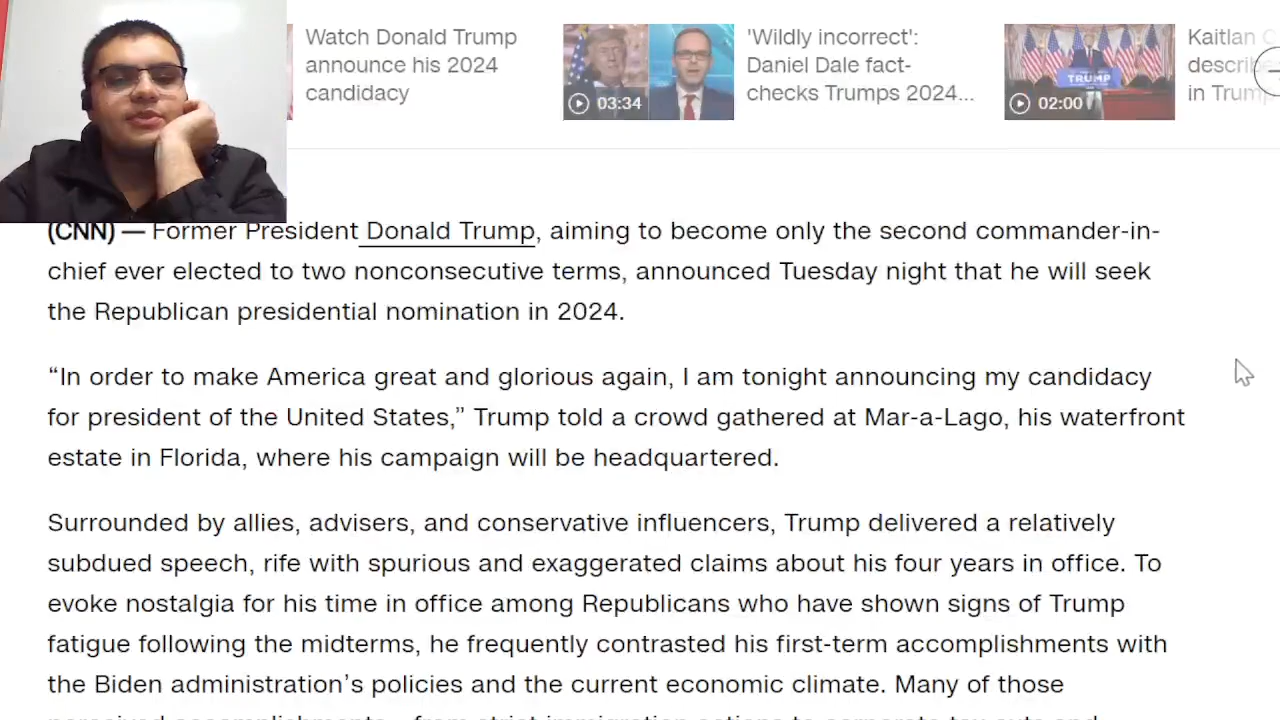 Watch Donald Trump
announce his 2024
candidacy
03:34
'Wildly incorrect':
Daniel Dale fact-
checks Trumps 2024...
TRUMP
02:00
Kaitlan
in
(CNN) — Former President Donald Trump, aiming to become only the second commander-in-
chief ever elected to two nonconsecutive terms, announced Tuesday night that he will seek
the Republican presidential nomination in 2024.
“In order to make America great and glorious again, I am tonight announcing my candidacy
for president of the United States,” Trump told a crowd gathered at Mar-a-Lago, his waterfront
estate in Florida, where his campaign will be headquartered.
Surrounded by allies, advisers, and conservative influencers, Trump delivered a relatively
subdued speech, rife with spurious and exaggerated claims about his four years in office. To
evoke nostalgia for his time in office among Republicans who have shown signs of Trump
fatigue following the midterms, he frequently contrasted his first-term accomplishments with
the Biden administration’s policies and the current economic climate. Many of those